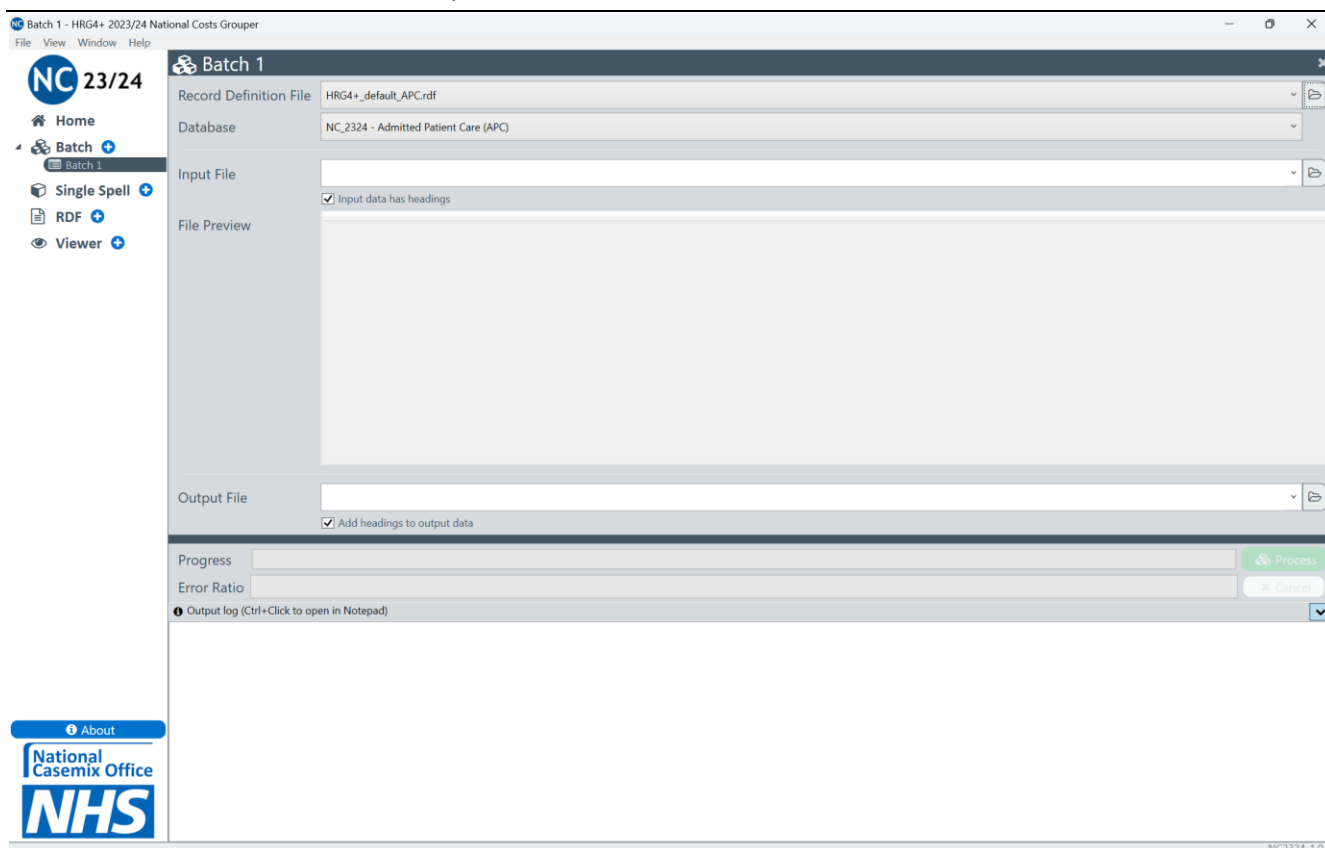 NC Batch 1 - HRG4+ 2023/24 National Costs Grouper
File View Window Help
NC 23/24
Home
Batch
Batch 1
Single Spell
RDF
Viewer
Batch 1
Record Definition File HRG4+_default_APC.rdf
Database NC_2324 - Admitted Patient Care (APC)
Input File
Input data has headings
File Preview
Output File
Add headings to output data
Progress
Process
Error Ratio
Cancel
Output log (Ctrl+Click to open in Notepad)
About
National
Casemix Office
NHS
NC2324_1.0